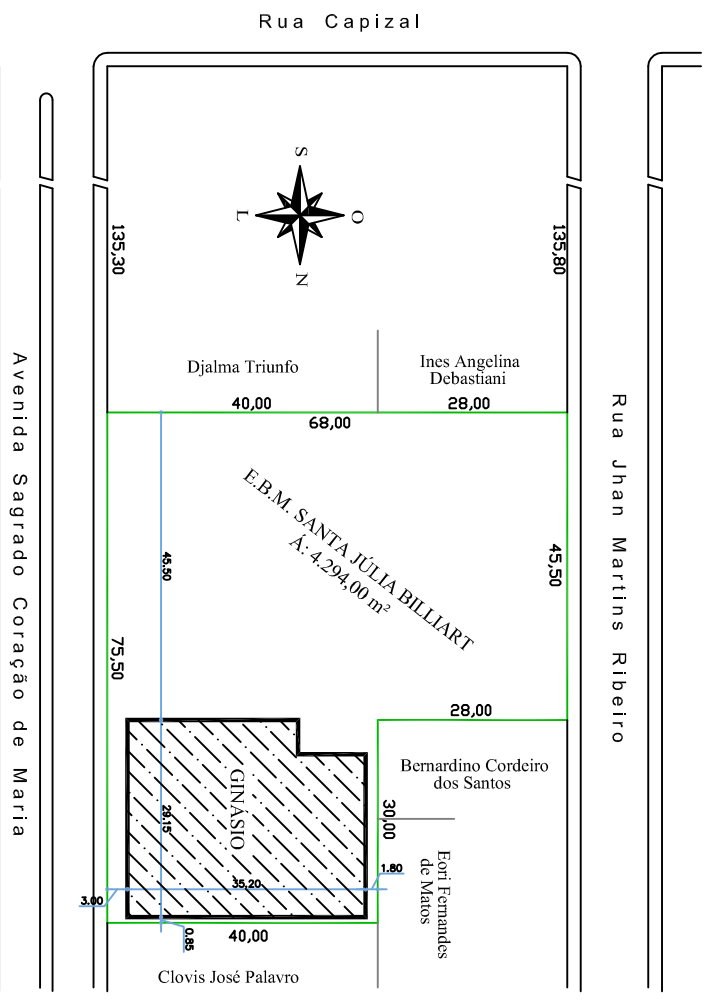 Rua Capizal
S
L
O
N
135,30
135,80
Djalma Triunfo
Ines Angelina
Debastiani
40,00
28,00
68,00
Avenida Sagrado Coração de Maria
Rua Jhan Martins Ribeiro
E.B.M. SANTA JÚLIA BILLIART
Á: 4.294,00 m²
45.50
45,50
75,50
28,00
Bernardino Cordeiro
dos Santos
GINÁSIO
29.15
30,00
Eori Fernandes
de Matos
1.80
35.20
3.00
0.85
40,00
Clovis José Palavro